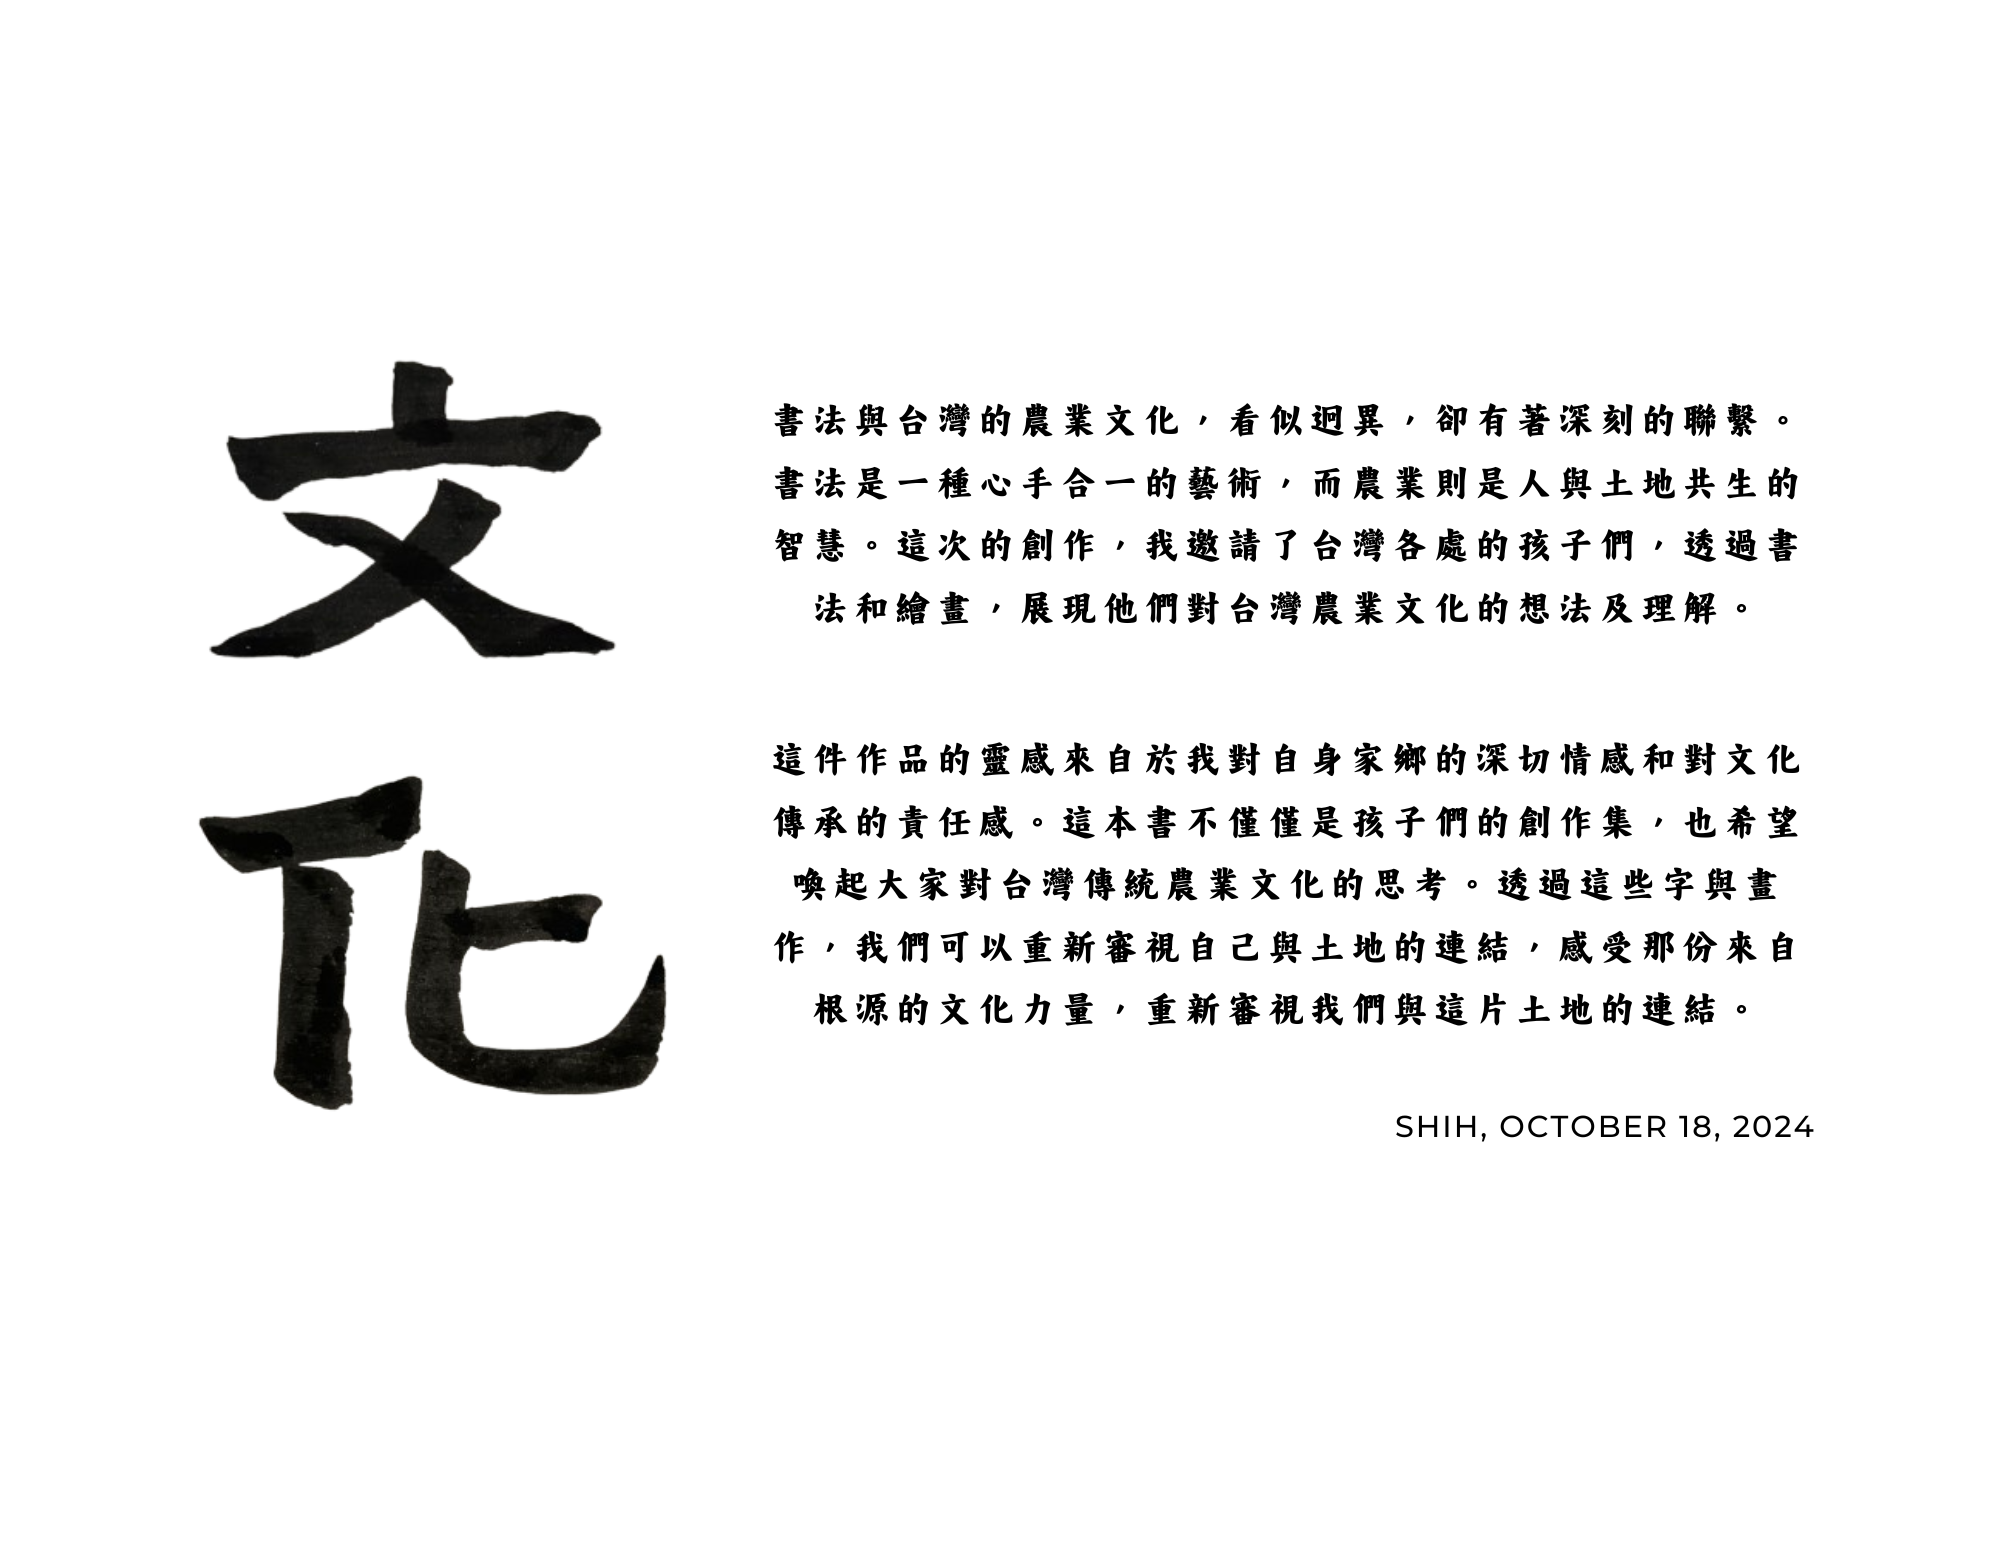 文
化
書法與台灣的農業文化，看似迥異，卻有著深刻的聯繫。
書法是一種心手合一的藝術，而農業則是人與土地共生的
智慧。這次的創作，我邀請了台灣各處的孩子們，透過書
法和繪畫，展現他們對台灣農業文化的想法及理解。
這件作品的靈感來自於我對自身家鄉的深切情感和對文化
傳承的責任感。這本書不僅僅是孩子們的創作集，也希望
喚起大家對台灣傳統農業文化的思考。透過這些字與畫
作，我們可以重新審視自己與土地的連結，感受那份來自
根源的文化力量，重新審視我們與這片土地的連結。
SHIH, OCTOBER 18, 2024